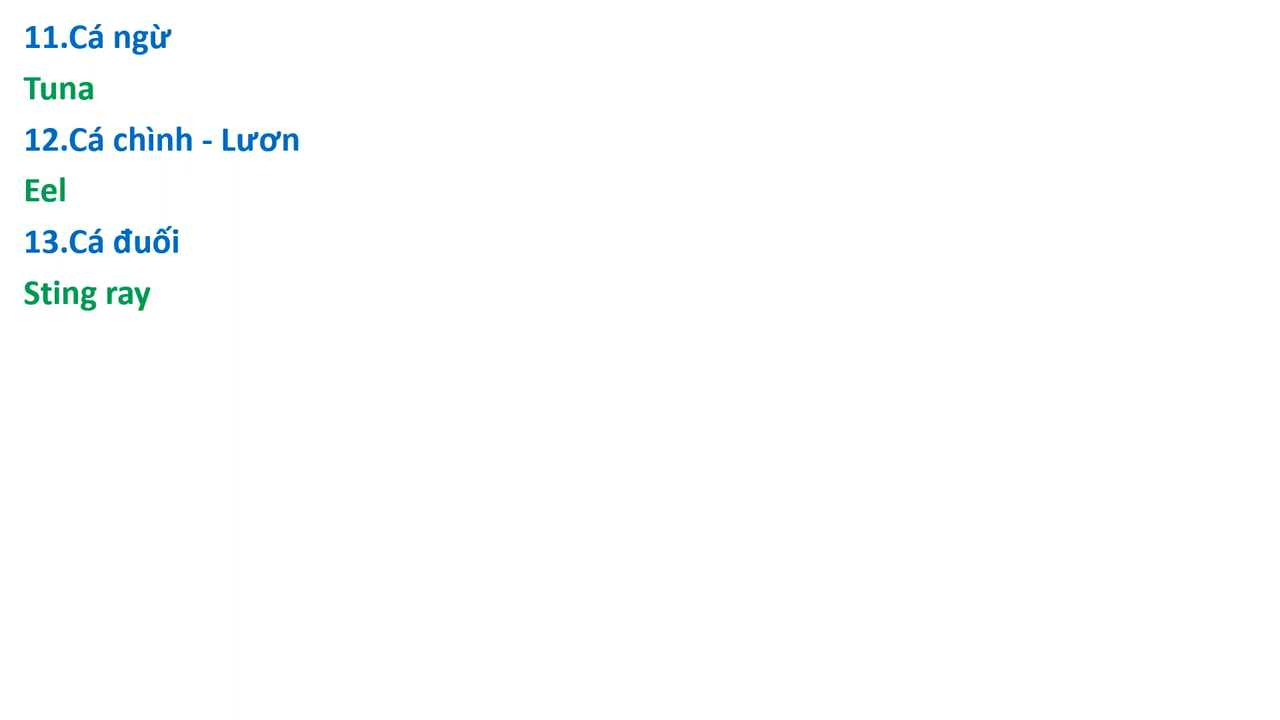 11.Cá ngừ
Tuna
12.Cá chình - Lươn
Eel
13.Cá đuối
Sting ray